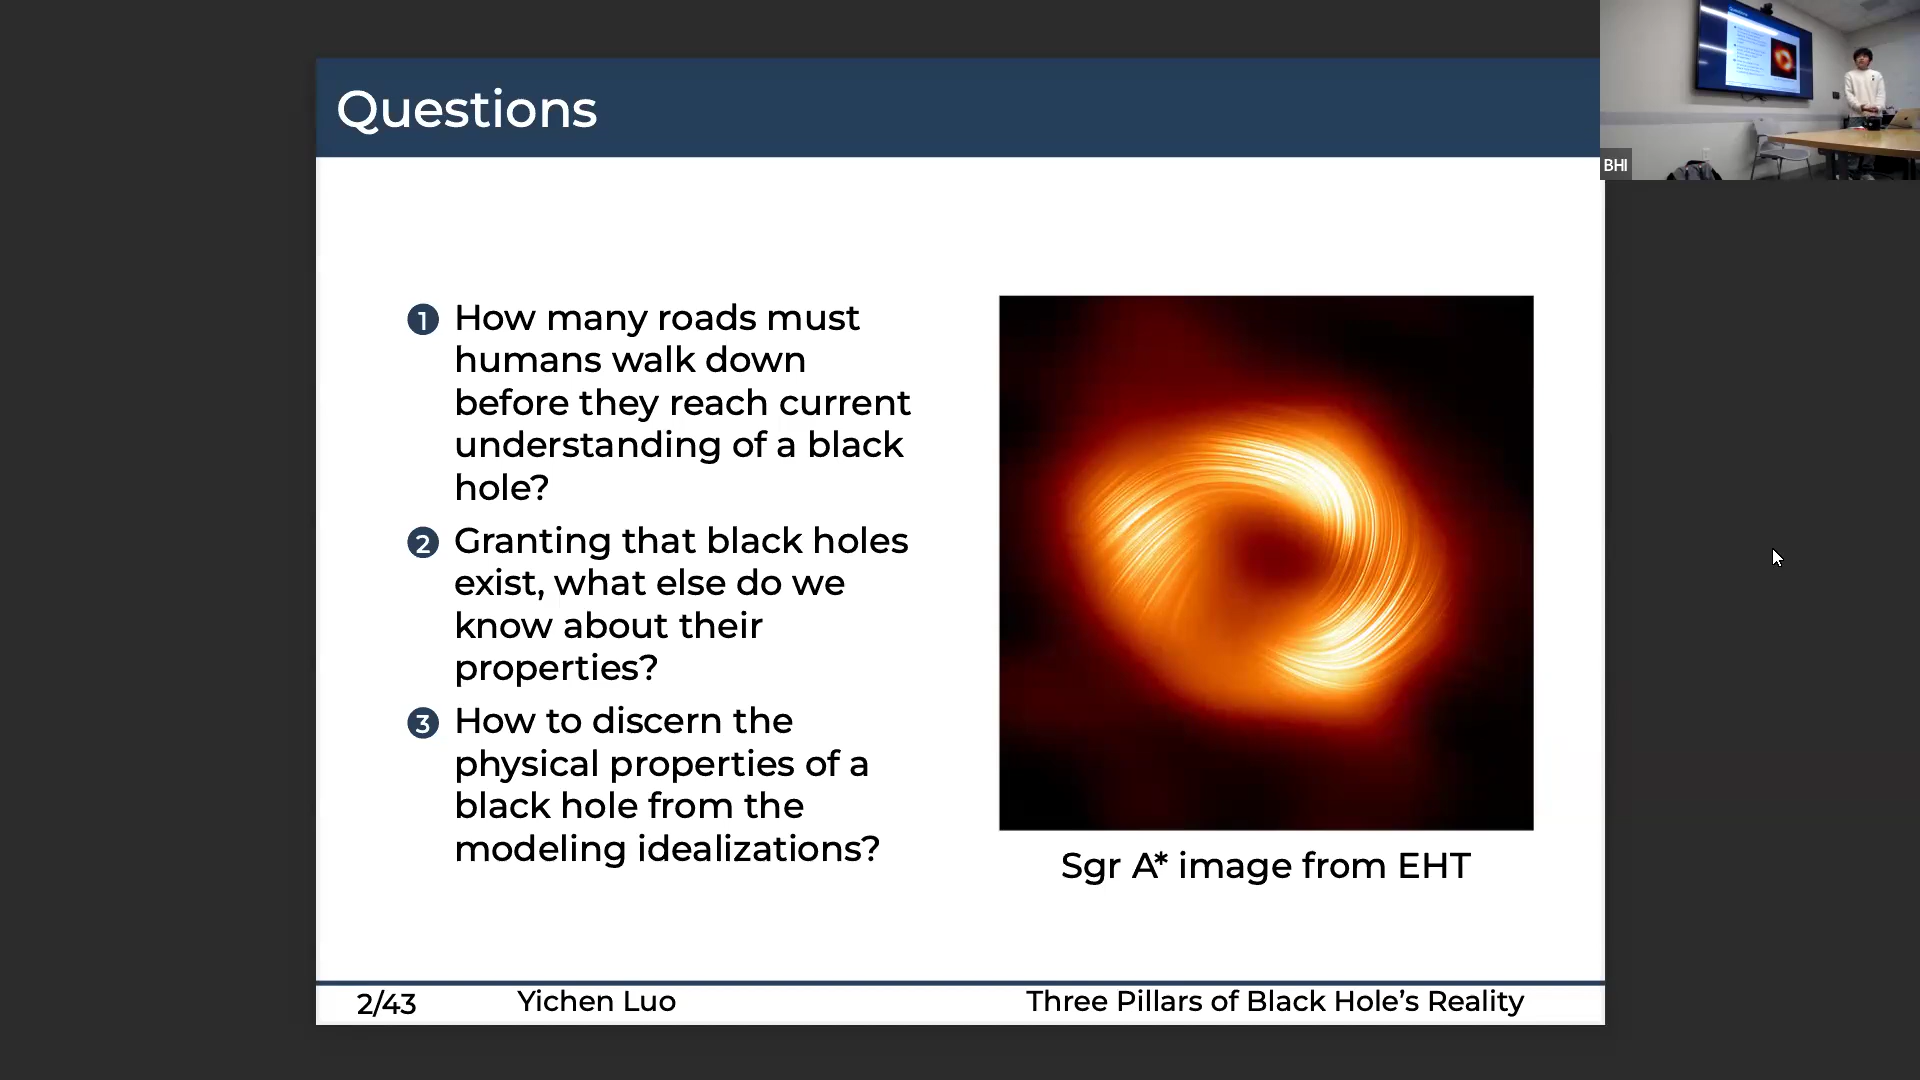 Questions
1 How many roads must
humans walk down
before they reach current
understanding of a black
hole?
2 Granting that black holes
exist, what else do we
know about their
properties?
3 How to discern the
physical properties of a
black hole from the
modeling idealizations?
Sgr A* image from EHT
2/43 Yichen Luo Three Pillars of Black Hole’s Reality
BHI